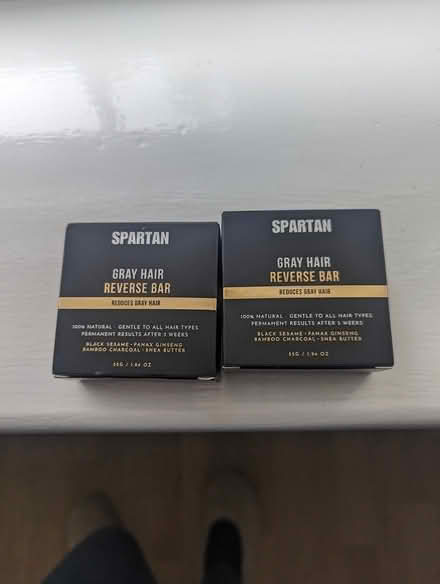 SPARTAN
GRAY HAIR
REVERSE BAR
REDUCES GRAY HAIR
100% NATURAL · GENTLE TO ALL HAIR TYPES
PERMANENT RESULTS AFTER 3 WEEKS
BLACK SESAME · PANAX GINSENG
BAMBOO CHARCOAL · SHEA BUTTER
55G / 1.94 OZ
SPARTAN
GRAY HAIR
REVERSE BAR
REDUCES GRAY HAIR
100% NATURAL · GENTLE TO ALL HAIR TYPES
PERMANENT RESULTS AFTER 3 WEEKS
BLACK SESAME · PANAX GINSENG
BAMBOO CHARCOAL · SHEA BUTTER
55G / 1.94 OZ